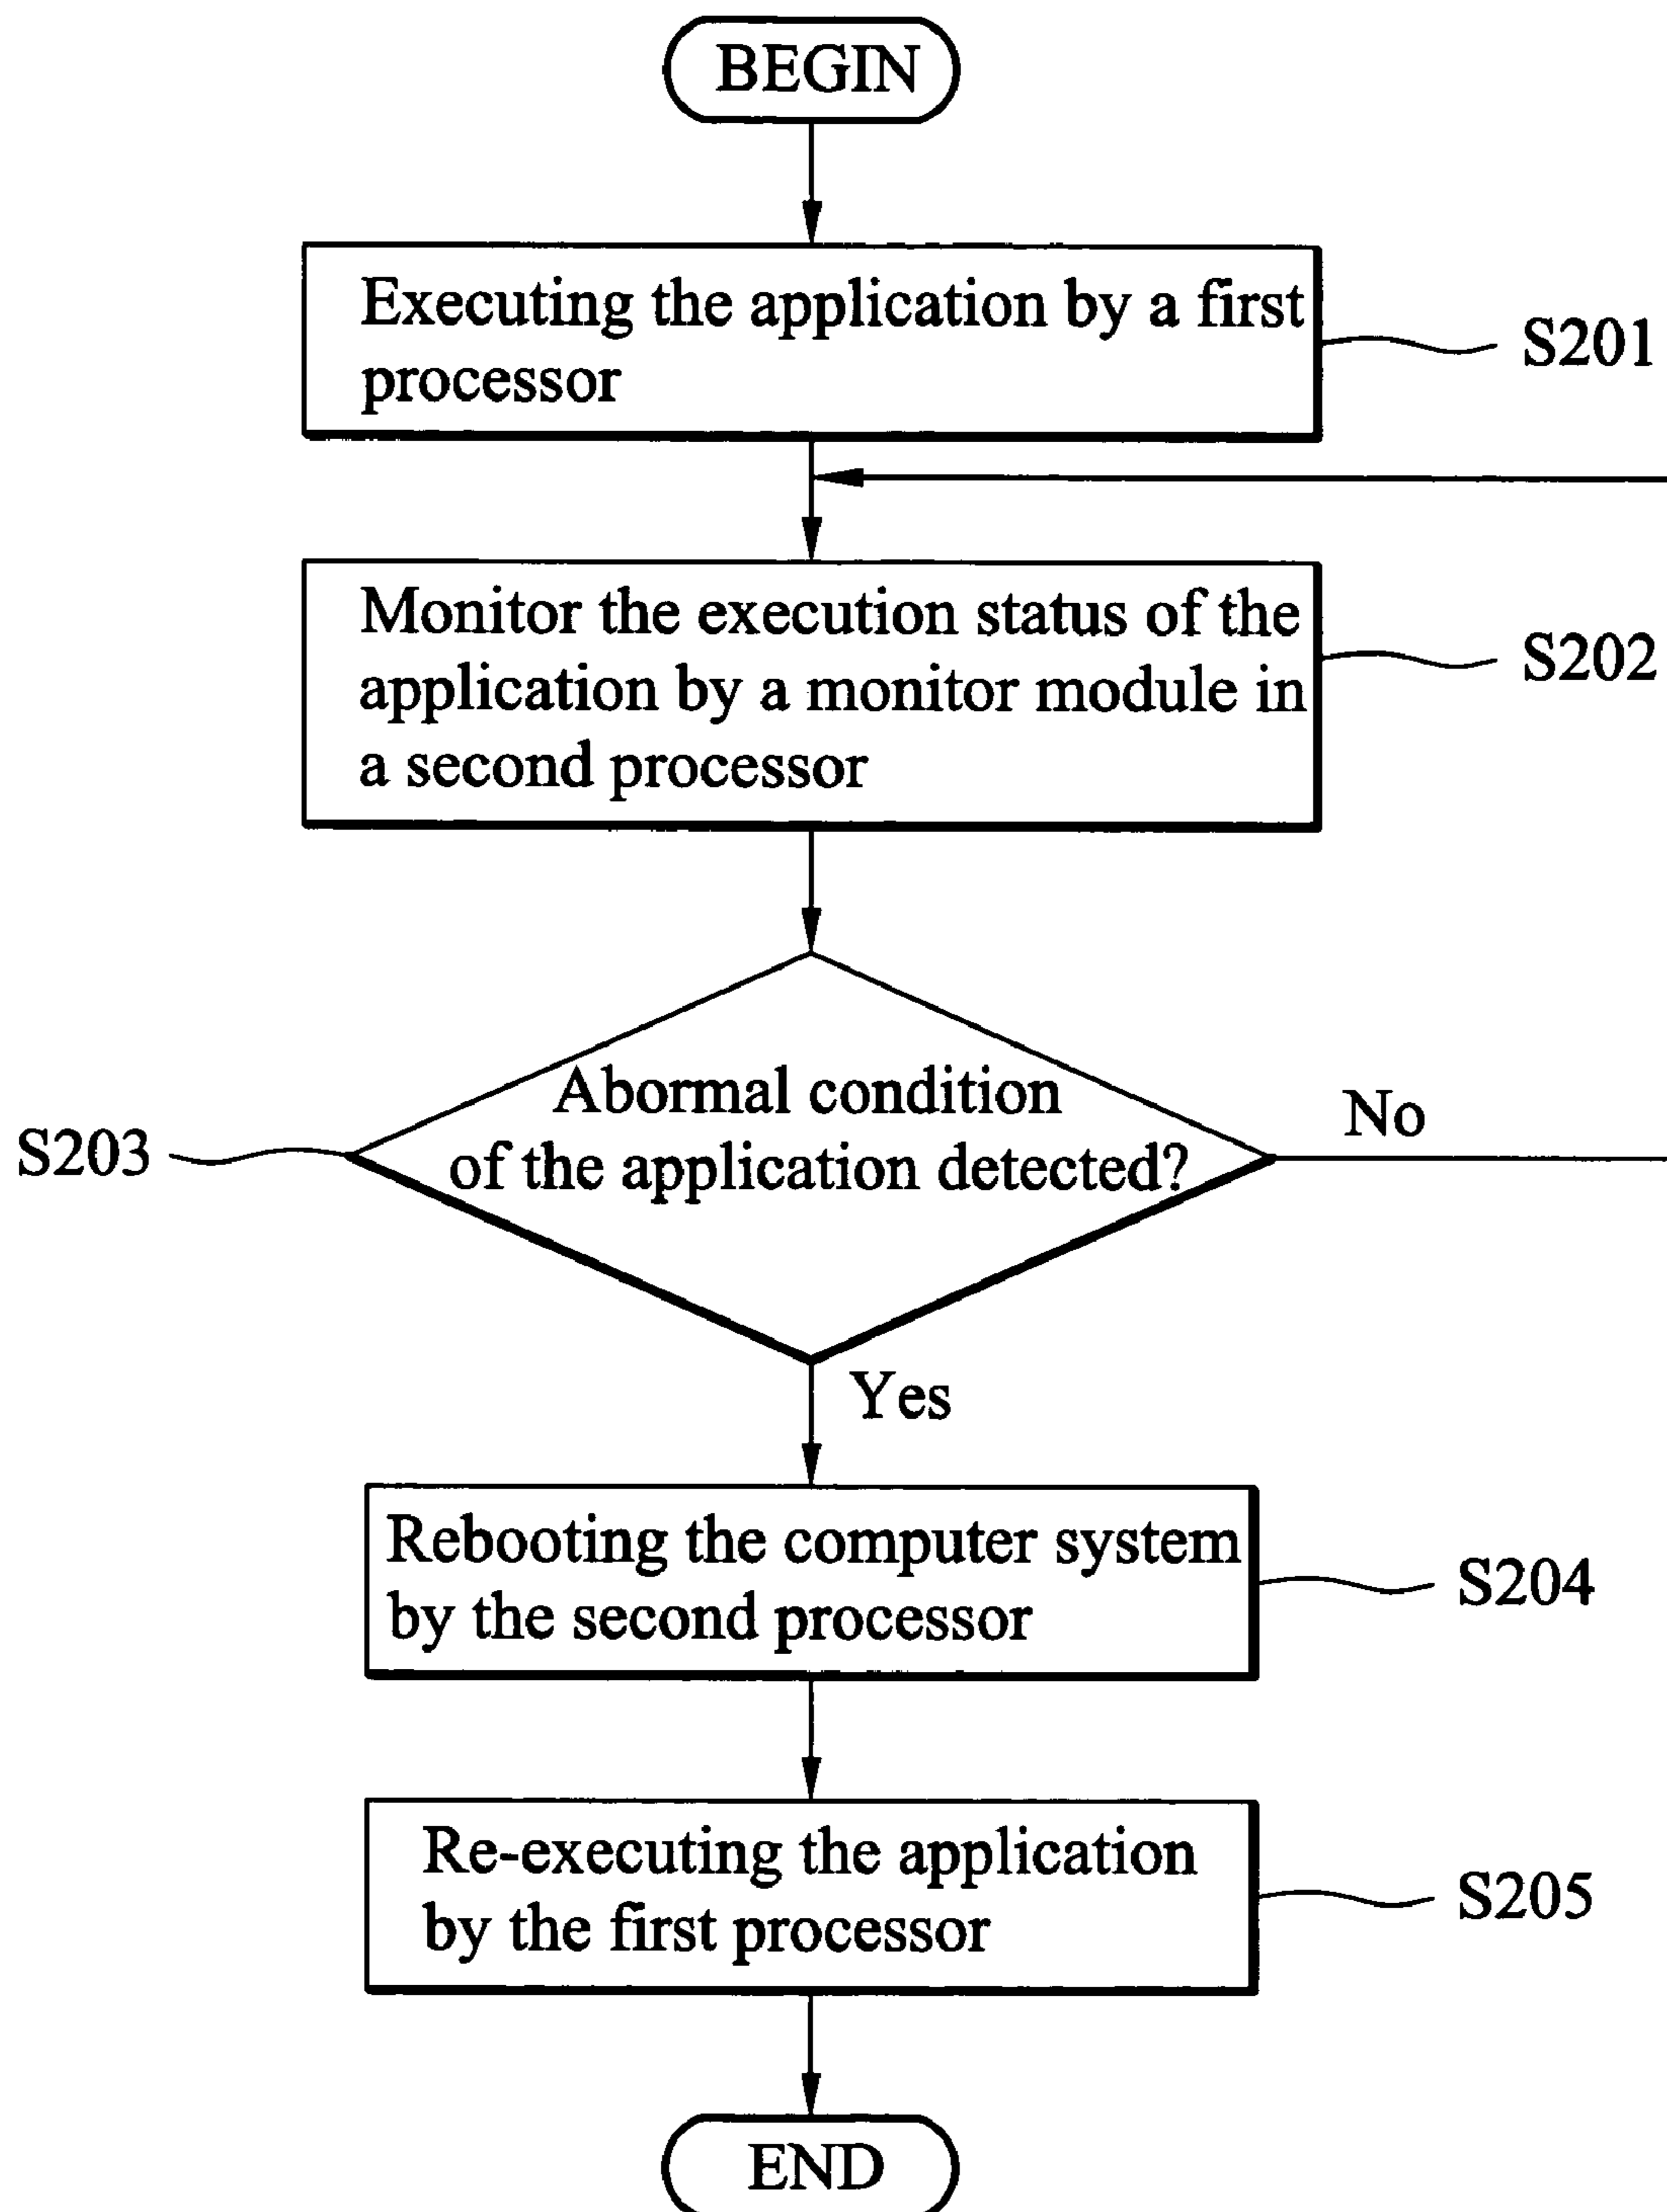 BEGIN
Executing the application by a first
processor
S201
Monitor the execution status of the
application by a monitor module in
a second processor
S202
Abormal condition
of the application detected?
S203
No
Yes
Rebooting the computer system
by the second processor
S204
Re-executing the application
by the first processor
S205
END